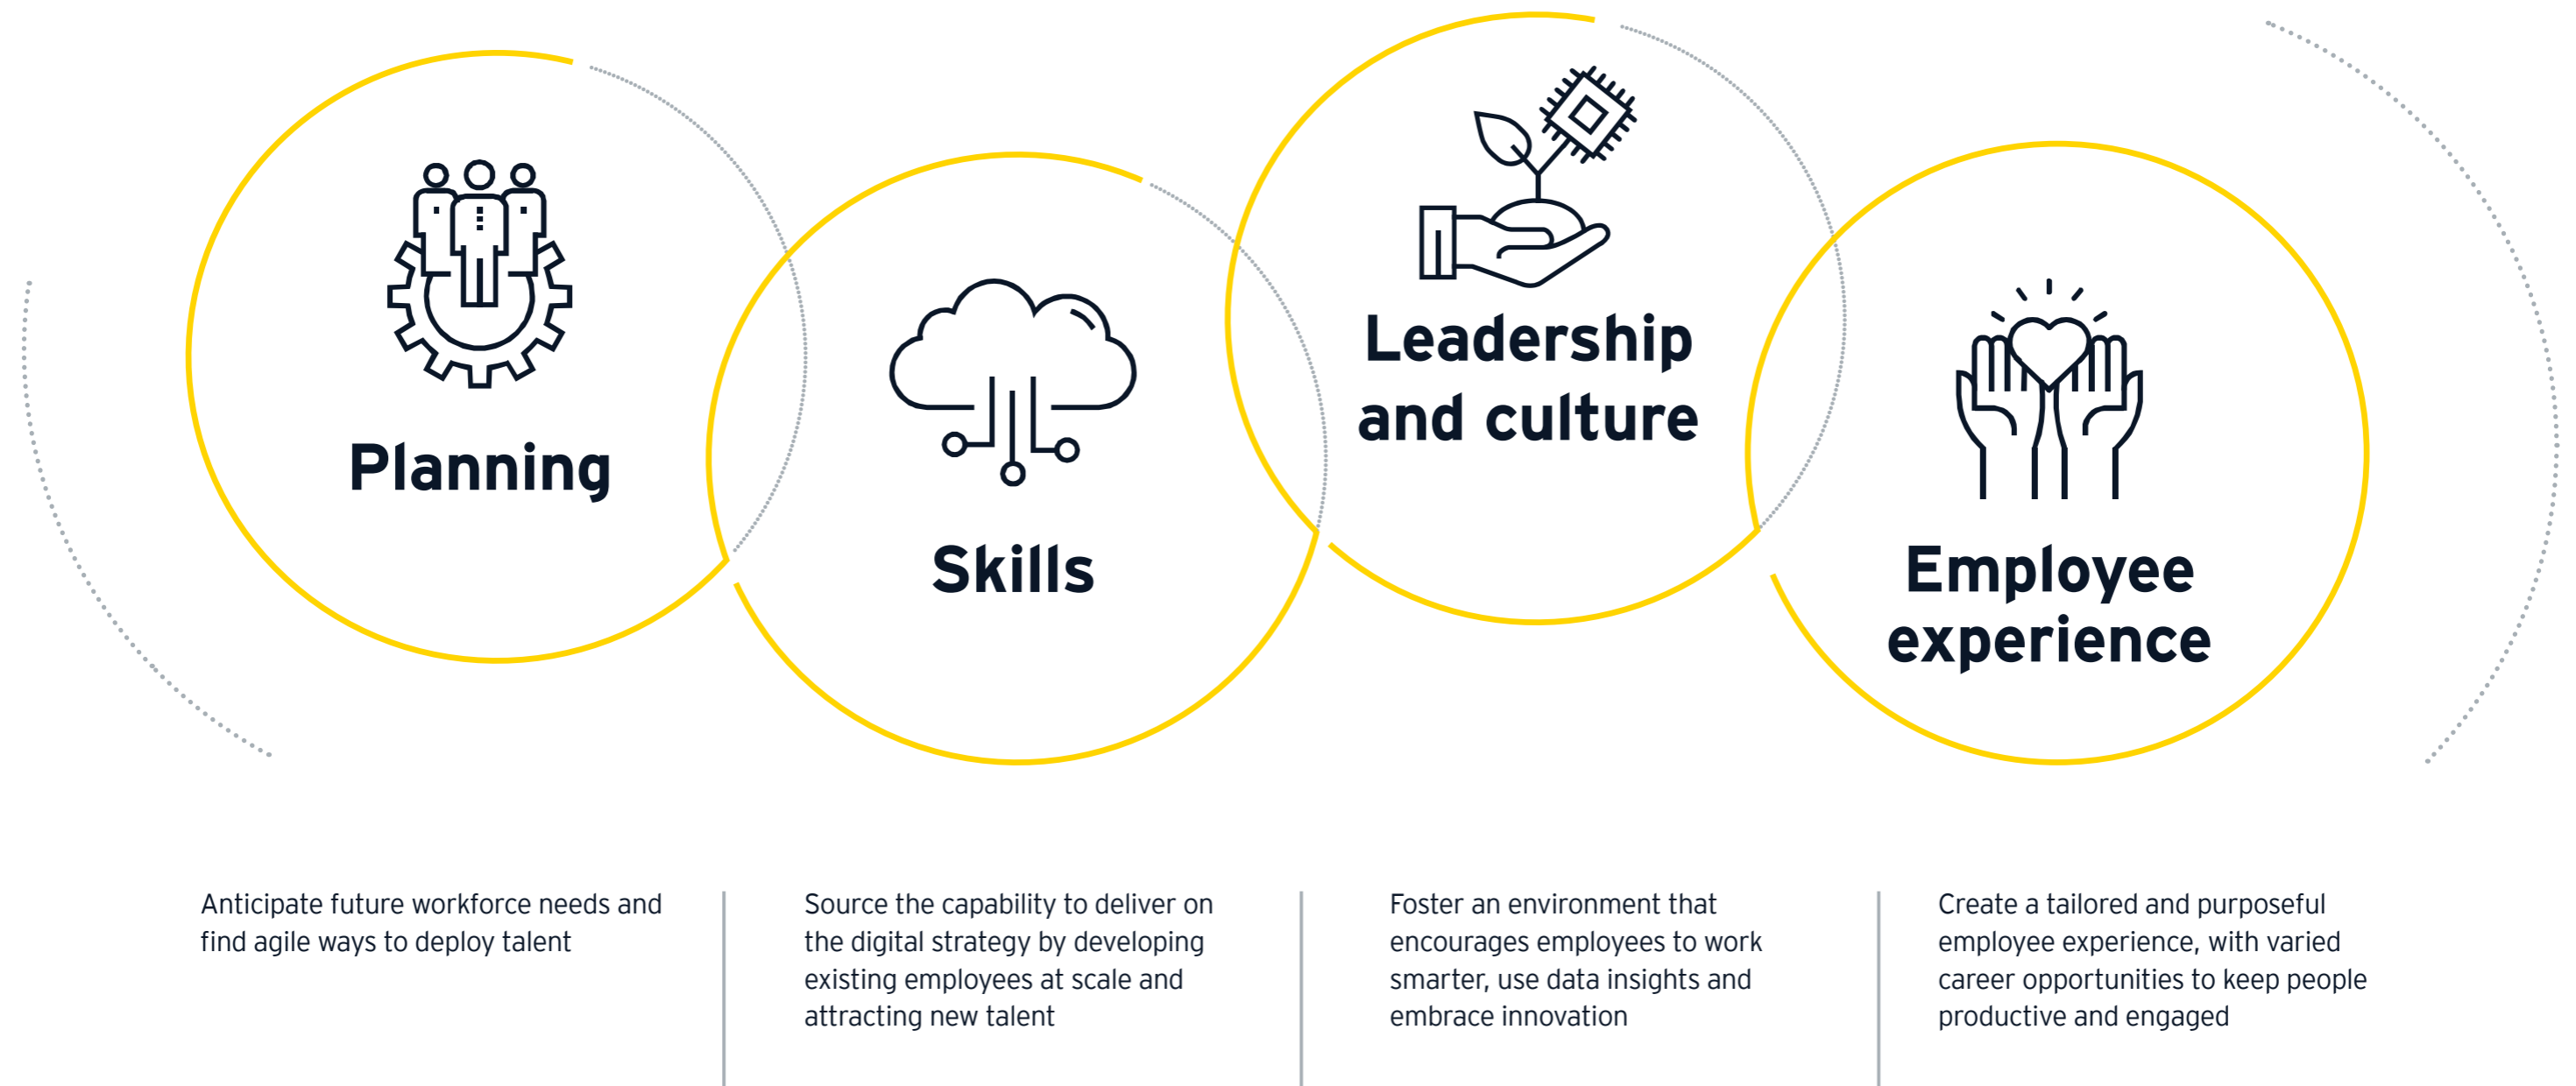 Planning
Skills
Leadership
and culture
Employee
experience
Anticipate future workforce needs and
find agile ways to deploy talent
Source the capability to deliver on
the digital strategy by developing
existing employees at scale and
attracting new talent
Foster an environment that
encourages employees to work
smarter, use data insights and
embrace innovation
Create a tailored and purposeful
employee experience, with varied
career opportunities to keep people
productive and engaged